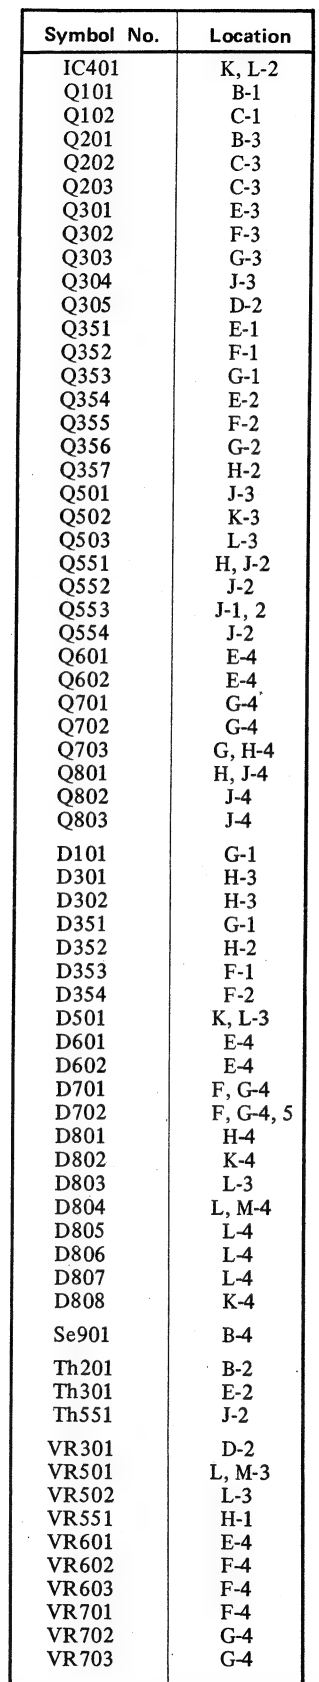 Symbol No. Location
IC401 K, L-2
Q101 B-1
Q102 C-1
Q201 B-3
Q202 C-3
Q203 C-3
Q301 E-3
Q302 F-3
Q303 G-3
Q304 J-3
Q305 D-2
Q351 E-1
Q352 F-1
Q353 G-1
Q354 E-2
Q355 F-2
Q356 G-2
Q357 H-2
Q501 J-3
Q502 K-3
Q503 L-3
Q551 H, J-2
Q552 J-2
Q553 J-1, 2
Q554 J-2
Q601 E-4
Q602 E-4
Q701 G-4
Q702 G-4
Q703 G, H-4
Q801 H, J-4
Q802 J-4
Q803 J-4
D101 G-1
D301 H-3
D302 H-3
D351 G-1
D352 H-2
D353 F-1
D354 F-2
D501 K, L-3
D601 E-4
D602 E-4
D701 F, G-4
D702 F, G-4, 5
D801 H-4
D802 K-4
D803 L-3
D804 L, M-4
D805 L-4
D806 L-4
D807 L-4
D808 K-4
Se901 B-4
Th201 B-2
Th301 E-2
Th551 J-2
VR301 D-2
VR501 L, M-3
VR502 L-3
VR551 H-1
VR601 E-4
VR602 F-4
VR603 F-4
VR701 F-4
VR702 G-4
VR703 G-4